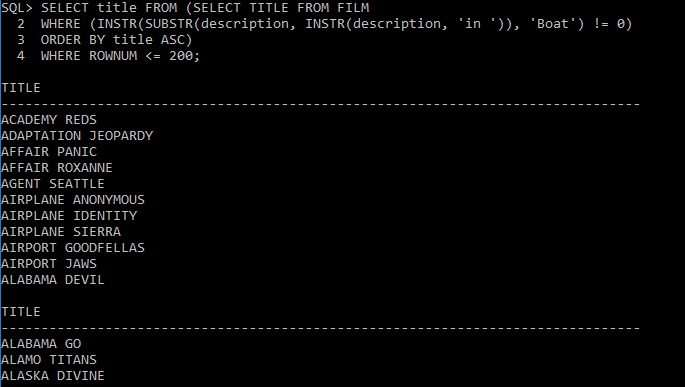 SQL> SELECT title FROM (SELECT TITLE FROM FILM
2 WHERE (INSTR(SUBSTR(description, INSTR(description, 'in ')), 'Boat') != 0)
3 ORDER BY title ASC)
4 WHERE ROWNUM <= 200;
TITLE
--------------------------------------------------------------------------------
ACADEMY REDS
ADAPTATION JEOPARDY
AFFAIR PANIC
AFFAIR ROXANNE
AGENT SEATTLE
AIRPLANE ANONYMOUS
AIRPLANE IDENTITY
AIRPLANE SIERRA
AIRPORT GOODFELLAS
AIRPORT JAWS
ALABAMA DEVIL
TITLE
--------------------------------------------------------------------------------
ALABAMA GO
ALAMO TITANS
ALASKA DIVINE